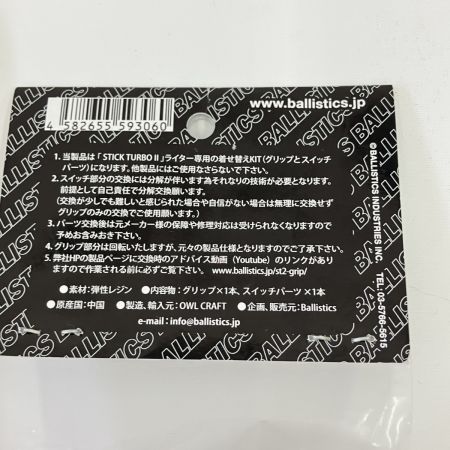 www.ballistics.jp
4 582655 593060
1. 当製品は「STICK TURBO II」ライター専用の着せ替えKIT(グリップとスイッチ
パーツ)になります。他製品にはご使用なさらないで下さい。
2. スイッチ部分の交換には分解が伴います為それなりの技術が必要となります。
前提として自己責任で分解交換願います。
(交換が少しでも難しいと感じられた場合や自信がない場合は無理に交換せず
グリップのみの交換でご使用願います。)
3. パーツ交換後は元メーカー様の保障や修理対応は受けられなくなりますので
予めお含みおき下さい。
4. グリップ部分は回転いたしますが、元々の製品仕様となりますのでご了承下さい。
5. 弊社HPの製品ページに交換時のアドバイス動画(Youtube)のリンクがあり
ますので作業される前に必ずご覧下さい。 www.ballistics.jp/st2-grip/
●素材:弾性レジン ●内容物:グリップ×1本、スイッチパーツ×1本
●原産国:中国 ●製造、輸入元:OWL CRAFT ●企画、販売元:Ballistics
e-mail : info@ballistics.jp
© BALLISTICS INDUSTRIES INC. TEL. 03-5766-5615
BALLISTICS